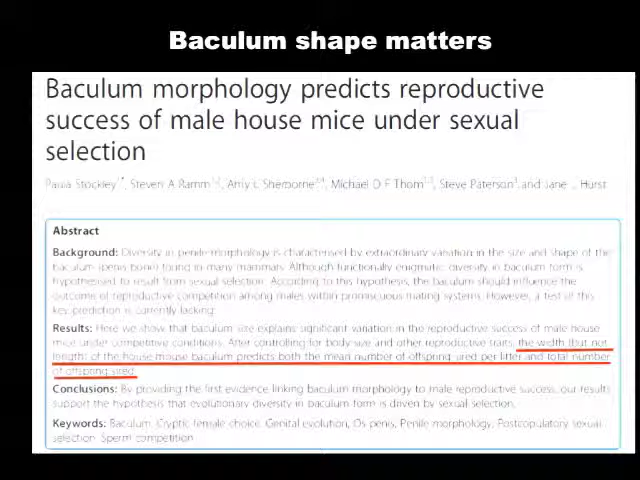 Baculum shape matters
Baculum morphology predicts reproductive
success of male house mice under sexual
selection
Paula Stockley, Steven A Ramm, Amy L Sherborne, Michael D F Thom, Steve Paterson and Jane L Hurst
Abstract
Background: Diversity in penile morphology is characterised by extraordinary variation in the size and shape of the
baculum (penis bone) found in many mammals. Although functionally enigmatic, diversity in baculum form is
hypothesised to result from sexual selection. According to this hypothesis, the baculum should influence the
outcome of reproductive competition among males within promiscuous mating systems. However, a test of this
key prediction is currently lacking.
Results: Here we show that baculum size explains significant variation in the reproductive success of male house
mice under competitive conditions. After controlling for body size and other reproductive traits, the width (but not
length) of the house mouse baculum predicts both the mean number of offspring sired per litter and total number
of offspring sired.
Conclusions: By providing the first evidence linking baculum morphology to male reproductive success, our results
support the hypothesis that evolutionary diversity in baculum form is driven by sexual selection.
Keywords: Baculum, Cryptic female choice, Genital evolution, Os penis, Penile morphology, Postcopulatory sexual
selection, Sperm competition